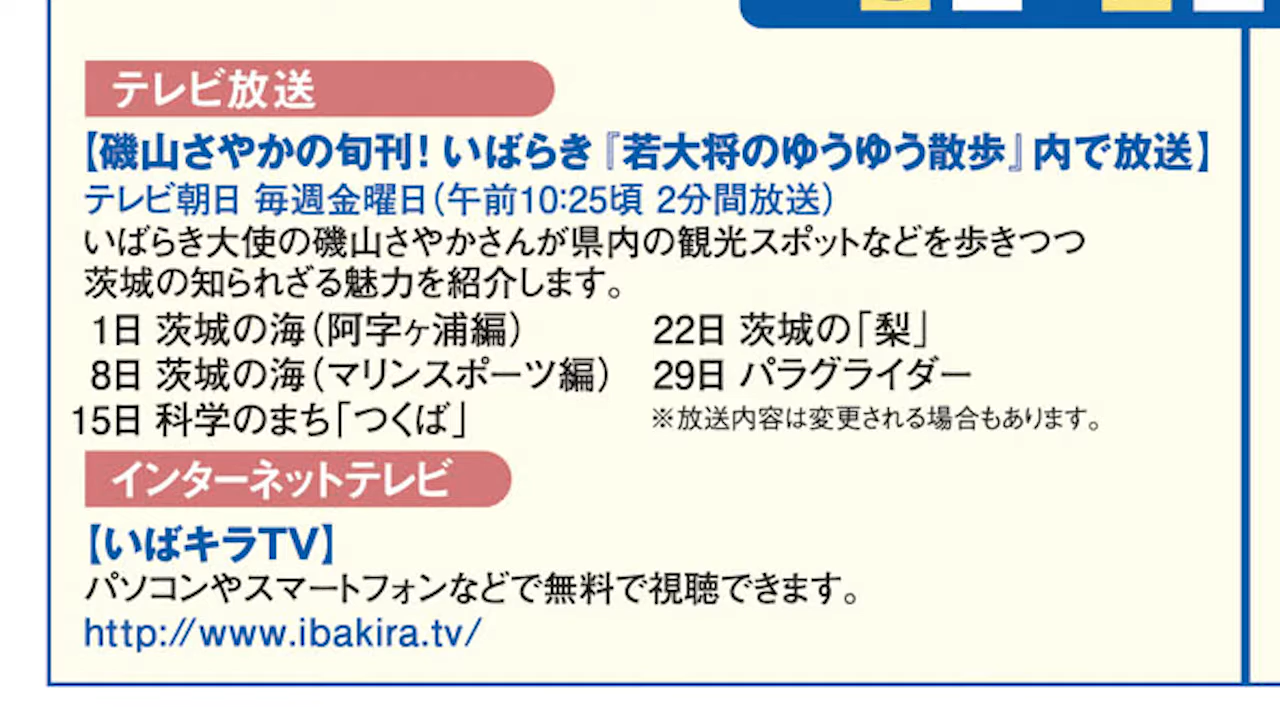 テレビ放送
【磯山さやかの旬刊!いばらき『若大将のゆうゆう散歩』内で放送】
テレビ朝日 毎週金曜日(午前10:25頃 2分間放送)
いばらき大使の磯山さやかさんが県内の観光スポットなどを歩きつつ
茨城の知られざる魅力を紹介します。
1日 茨城の海(阿字ヶ浦編)
8日 茨城の海(マリンスポーツ編)
15日 科学のまち「つくば」
22日 茨城の「梨」
29日 パラグライダー
※放送内容は変更される場合もあります。
インターネットテレビ
【いばキラTV】
パソコンやスマートフォンなどで無料で視聴できます。
http://www.ibakira.tv/